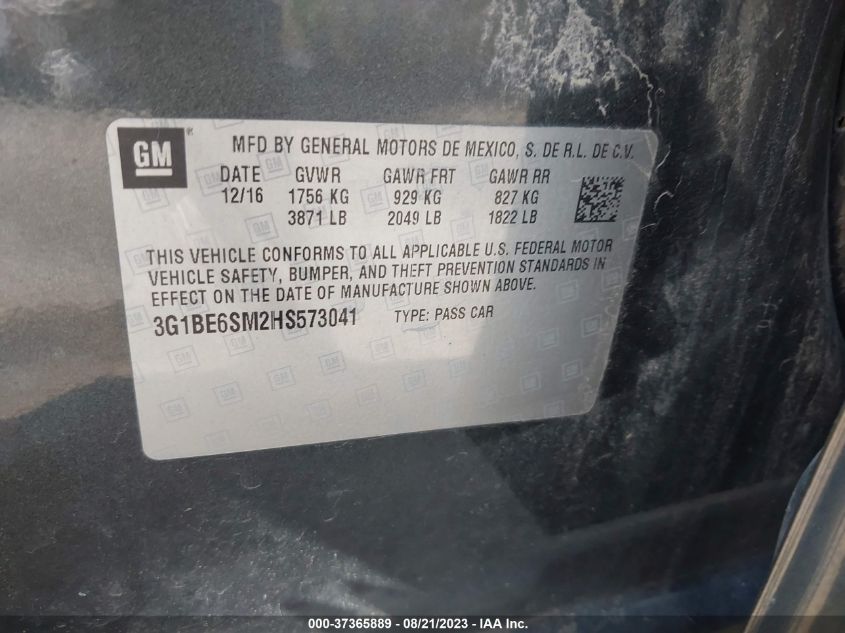 GM ®
MFD BY GENERAL MOTORS DE MEXICO, S. DE R.L. DE C.V.
DATE GVWR GAWR FRT GAWR RR
12/16 1756 KG 929 KG 827 KG
3871 LB 2049 LB 1822 LB
THIS VEHICLE CONFORMS TO ALL APPLICABLE U.S. FEDERAL MOTOR
VEHICLE SAFETY, BUMPER, AND THEFT PREVENTION STANDARDS IN
EFFECT ON THE DATE OF MANUFACTURE SHOWN ABOVE.
3G1BE6SM2HS573041 TYPE: PASS CAR
000-37365889 - 08/21/2023 - IAA Inc.